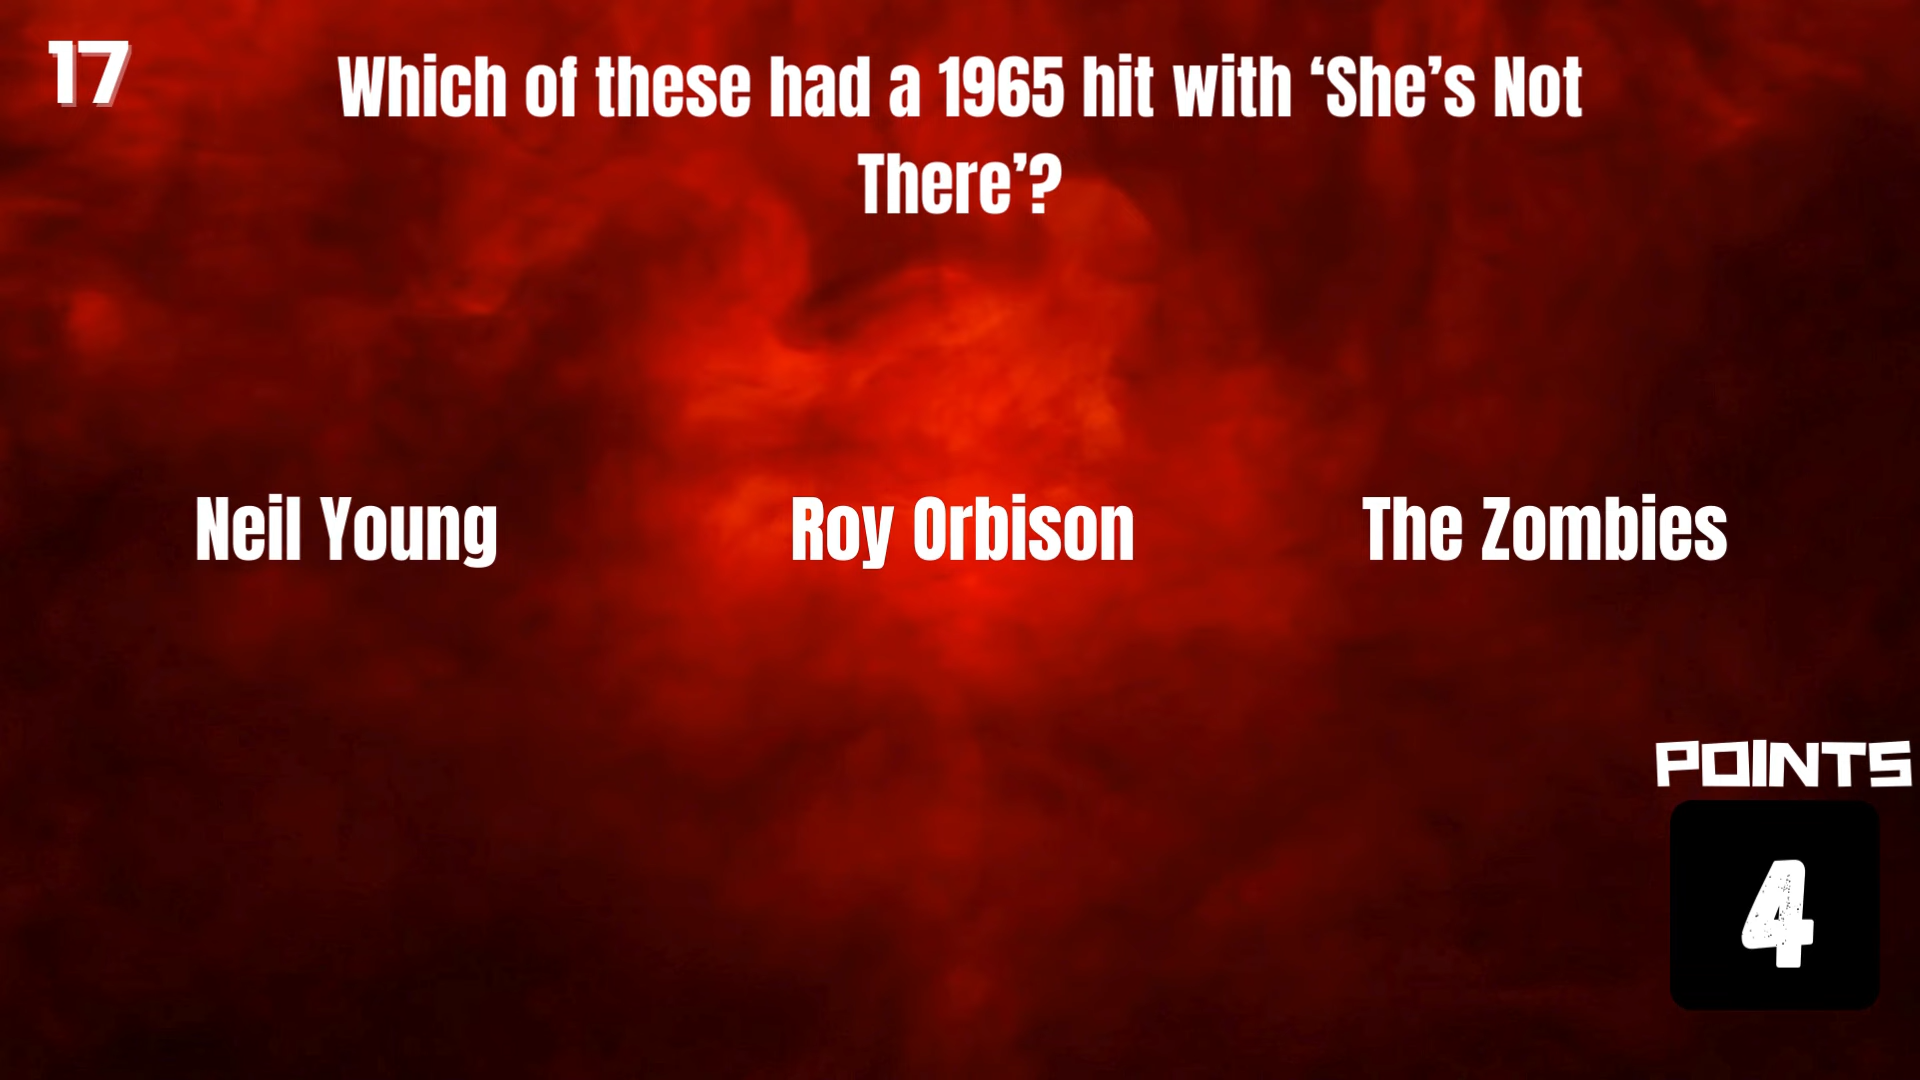 17
Which of these had a 1965 hit with ‘She’s Not
There’?
Neil Young
Roy Orbison
The Zombies
POINTS
4